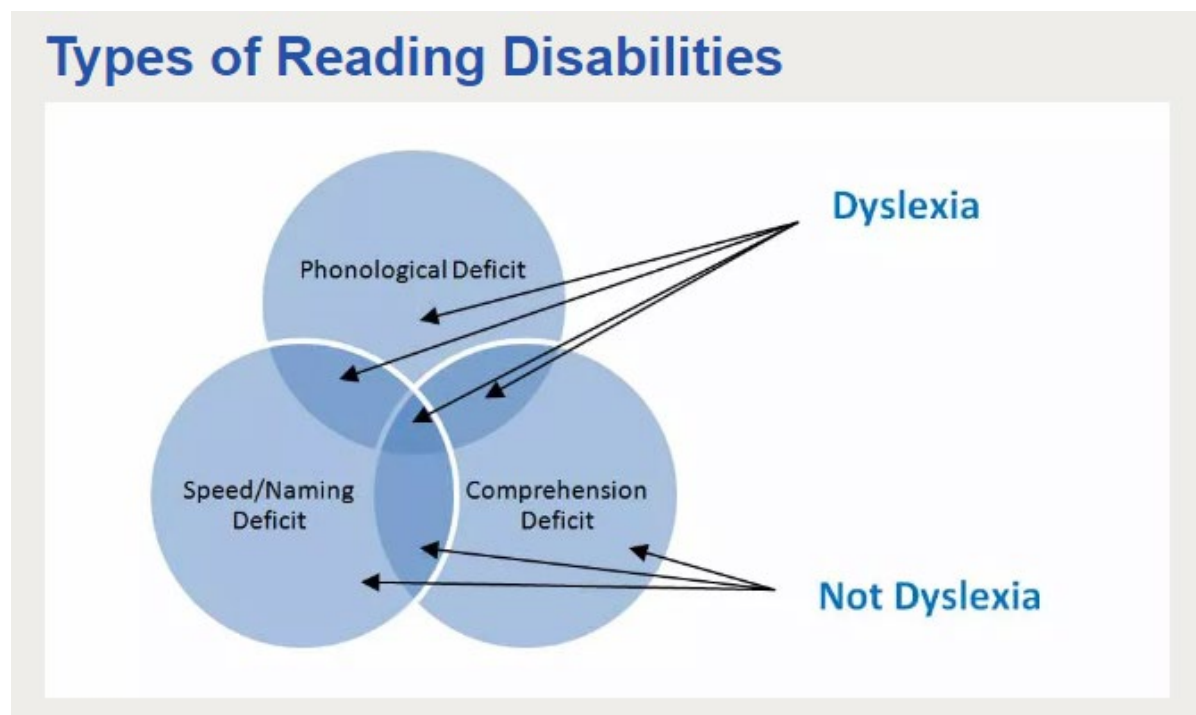 Types of Reading Disabilities
Dyslexia
Phonological Deficit
Speed/Naming
Deficit
Comprehension
Deficit
Not Dyslexia